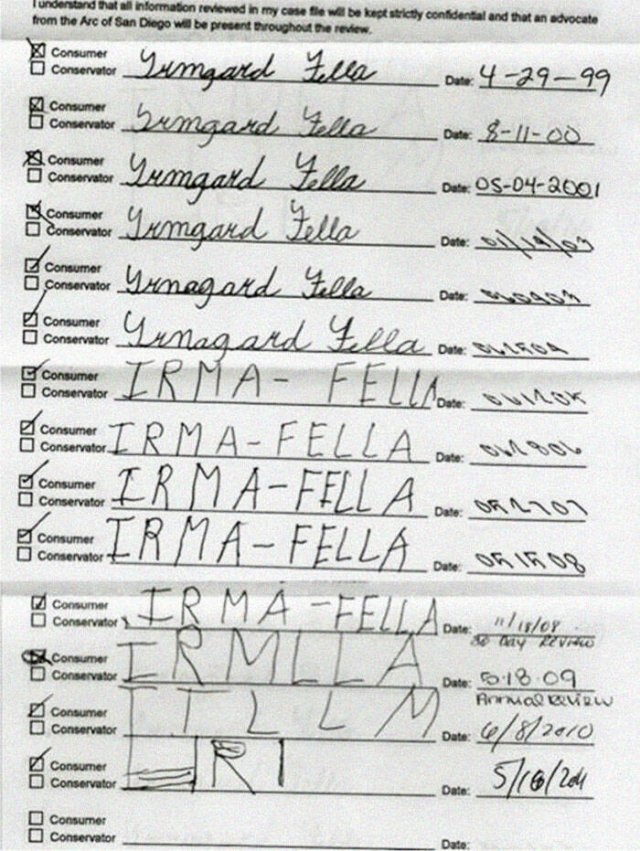 I understand that all information reviewed in my case file will be kept strictly confidential and that an advocate
from the Arc of San Diego will be present throughout the review.
Consumer
Conservator Irmgard Fella Date: 4-29-99
Consumer
Conservator Irmgard Fella Date: 8-11-00
Consumer
Conservator Irmgard Fella Date: 05-04-2001
Consumer
Conservator Irmgard Fella Date:
Consumer
Conservator Irmagard Fella Date:
Consumer
Conservator Irmagard Fella Date:
Consumer
Conservator IRMA- FELLA Date:
Consumer
Conservator IRMA-FELLA Date:
Consumer
Conservator IRMA-FELLA Date:
Consumer
Conservator IRMA-FELLA Date: 051508
Consumer
Conservator IRMA-FELLA Date: 11/18/08
30 DAY REVIEW
Consumer
Conservator IRMLLA Date: 5.18.09
Annual REVIEW
Consumer
Conservator ITLLM Date: 6/8/2010
Consumer
Conservator RI Date:
Consumer
Conservator Date: